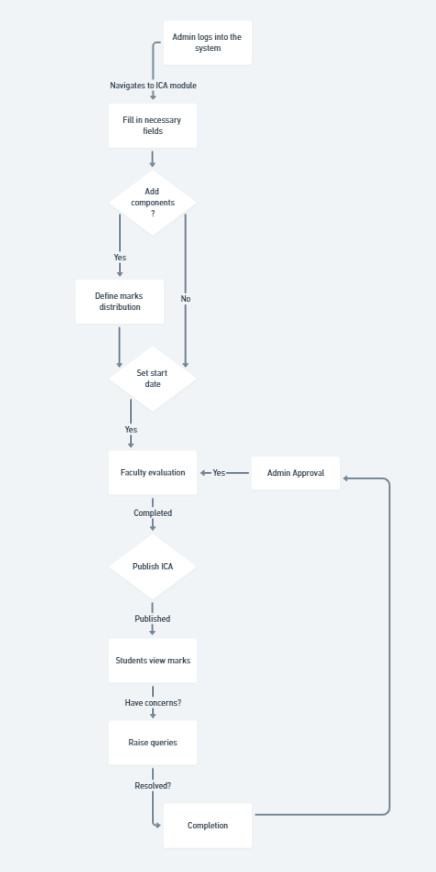 Admin logs into the
system
Navigates to ICA module
Fill in necessary
fields
Add
components
?
Yes
Define marks
distribution
No
Set start
date
Yes
Faculty evaluation
Yes
Admin Approval
Completed
Publish ICA
Published
Students view marks
Have concerns?
Raise queries
Resolved?
Completion